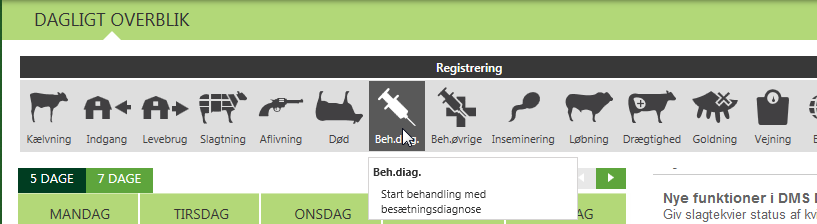 DAGLIGT OVERBLIK
Registrering
Kælvning Indgang Levebrug Slagtning Aflivning Død Beh.diag. Beh.øvrige Inseminering Løbning Drægtighed Goldning Vejning
5 DAGE 7 DAGE
Beh.diag.
Start behandling med
besætningsdiagnose
MANDAG TIRSDAG ONSDAG
Nye funktioner i DMS
Giv slagtekvier status af